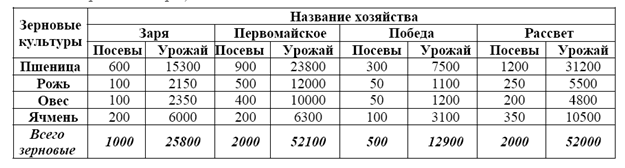 Зерновые культуры Название хозяйства
Заря Первомайское Победа Рассвет
Посевы Урожай Посевы Урожай Посевы Урожай Посевы Урожай
Пшеница 600 15300 900 23800 300 7500 1200 31200
Рожь 100 2150 500 12000 50 1100 250 5500
Овес 100 2350 400 10000 50 1200 200 4800
Ячмень 200 6000 200 6300 100 3100 350 10500
Всего зерновые 1000 25800 2000 52100 500 12900 2000 52000